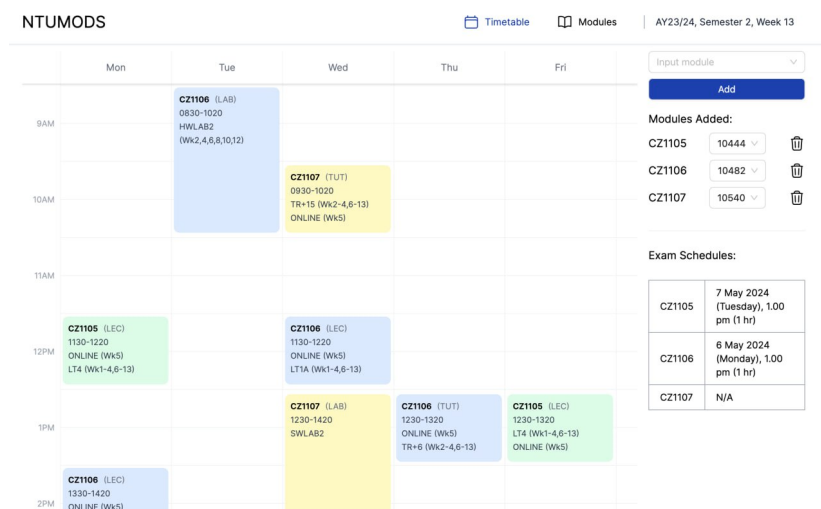 NTUMODS
Timetable
Modules
AY23/24, Semester 2, Week 13
Mon
Tue
Wed
Thu
Fri
9AM
10AM
11AM
12PM
1PM
2PM
CZ1106 (LAB)
0830-1020
HWLAB2
(Wk2,4,6,8,10,12)
CZ1107 (TUT)
0930-1020
TR+15 (Wk2-4,6-13)
ONLINE (Wk5)
CZ1105 (LEC)
1130-1220
ONLINE (Wk5)
LT4 (Wk1-4,6-13)
CZ1106 (LEC)
1130-1220
ONLINE (Wk5)
LT1A (Wk1-4,6-13)
CZ1107 (LAB)
1230-1420
SWLAB2
CZ1106 (TUT)
1230-1320
ONLINE (Wk5)
TR+6 (Wk2-4,6-13)
CZ1105 (LEC)
1230-1320
LT4 (Wk1-4,6-13)
ONLINE (Wk5)
CZ1106 (LEC)
1330-1420
ONLINE (Wk5)
Input module
Add
Modules Added:
CZ1105 10444
CZ1106 10482
CZ1107 10540
Exam Schedules:
CZ1105
7 May 2024
(Tuesday), 1.00
pm (1 hr)
CZ1106
6 May 2024
(Monday), 1.00
pm (1 hr)
CZ1107 N/A